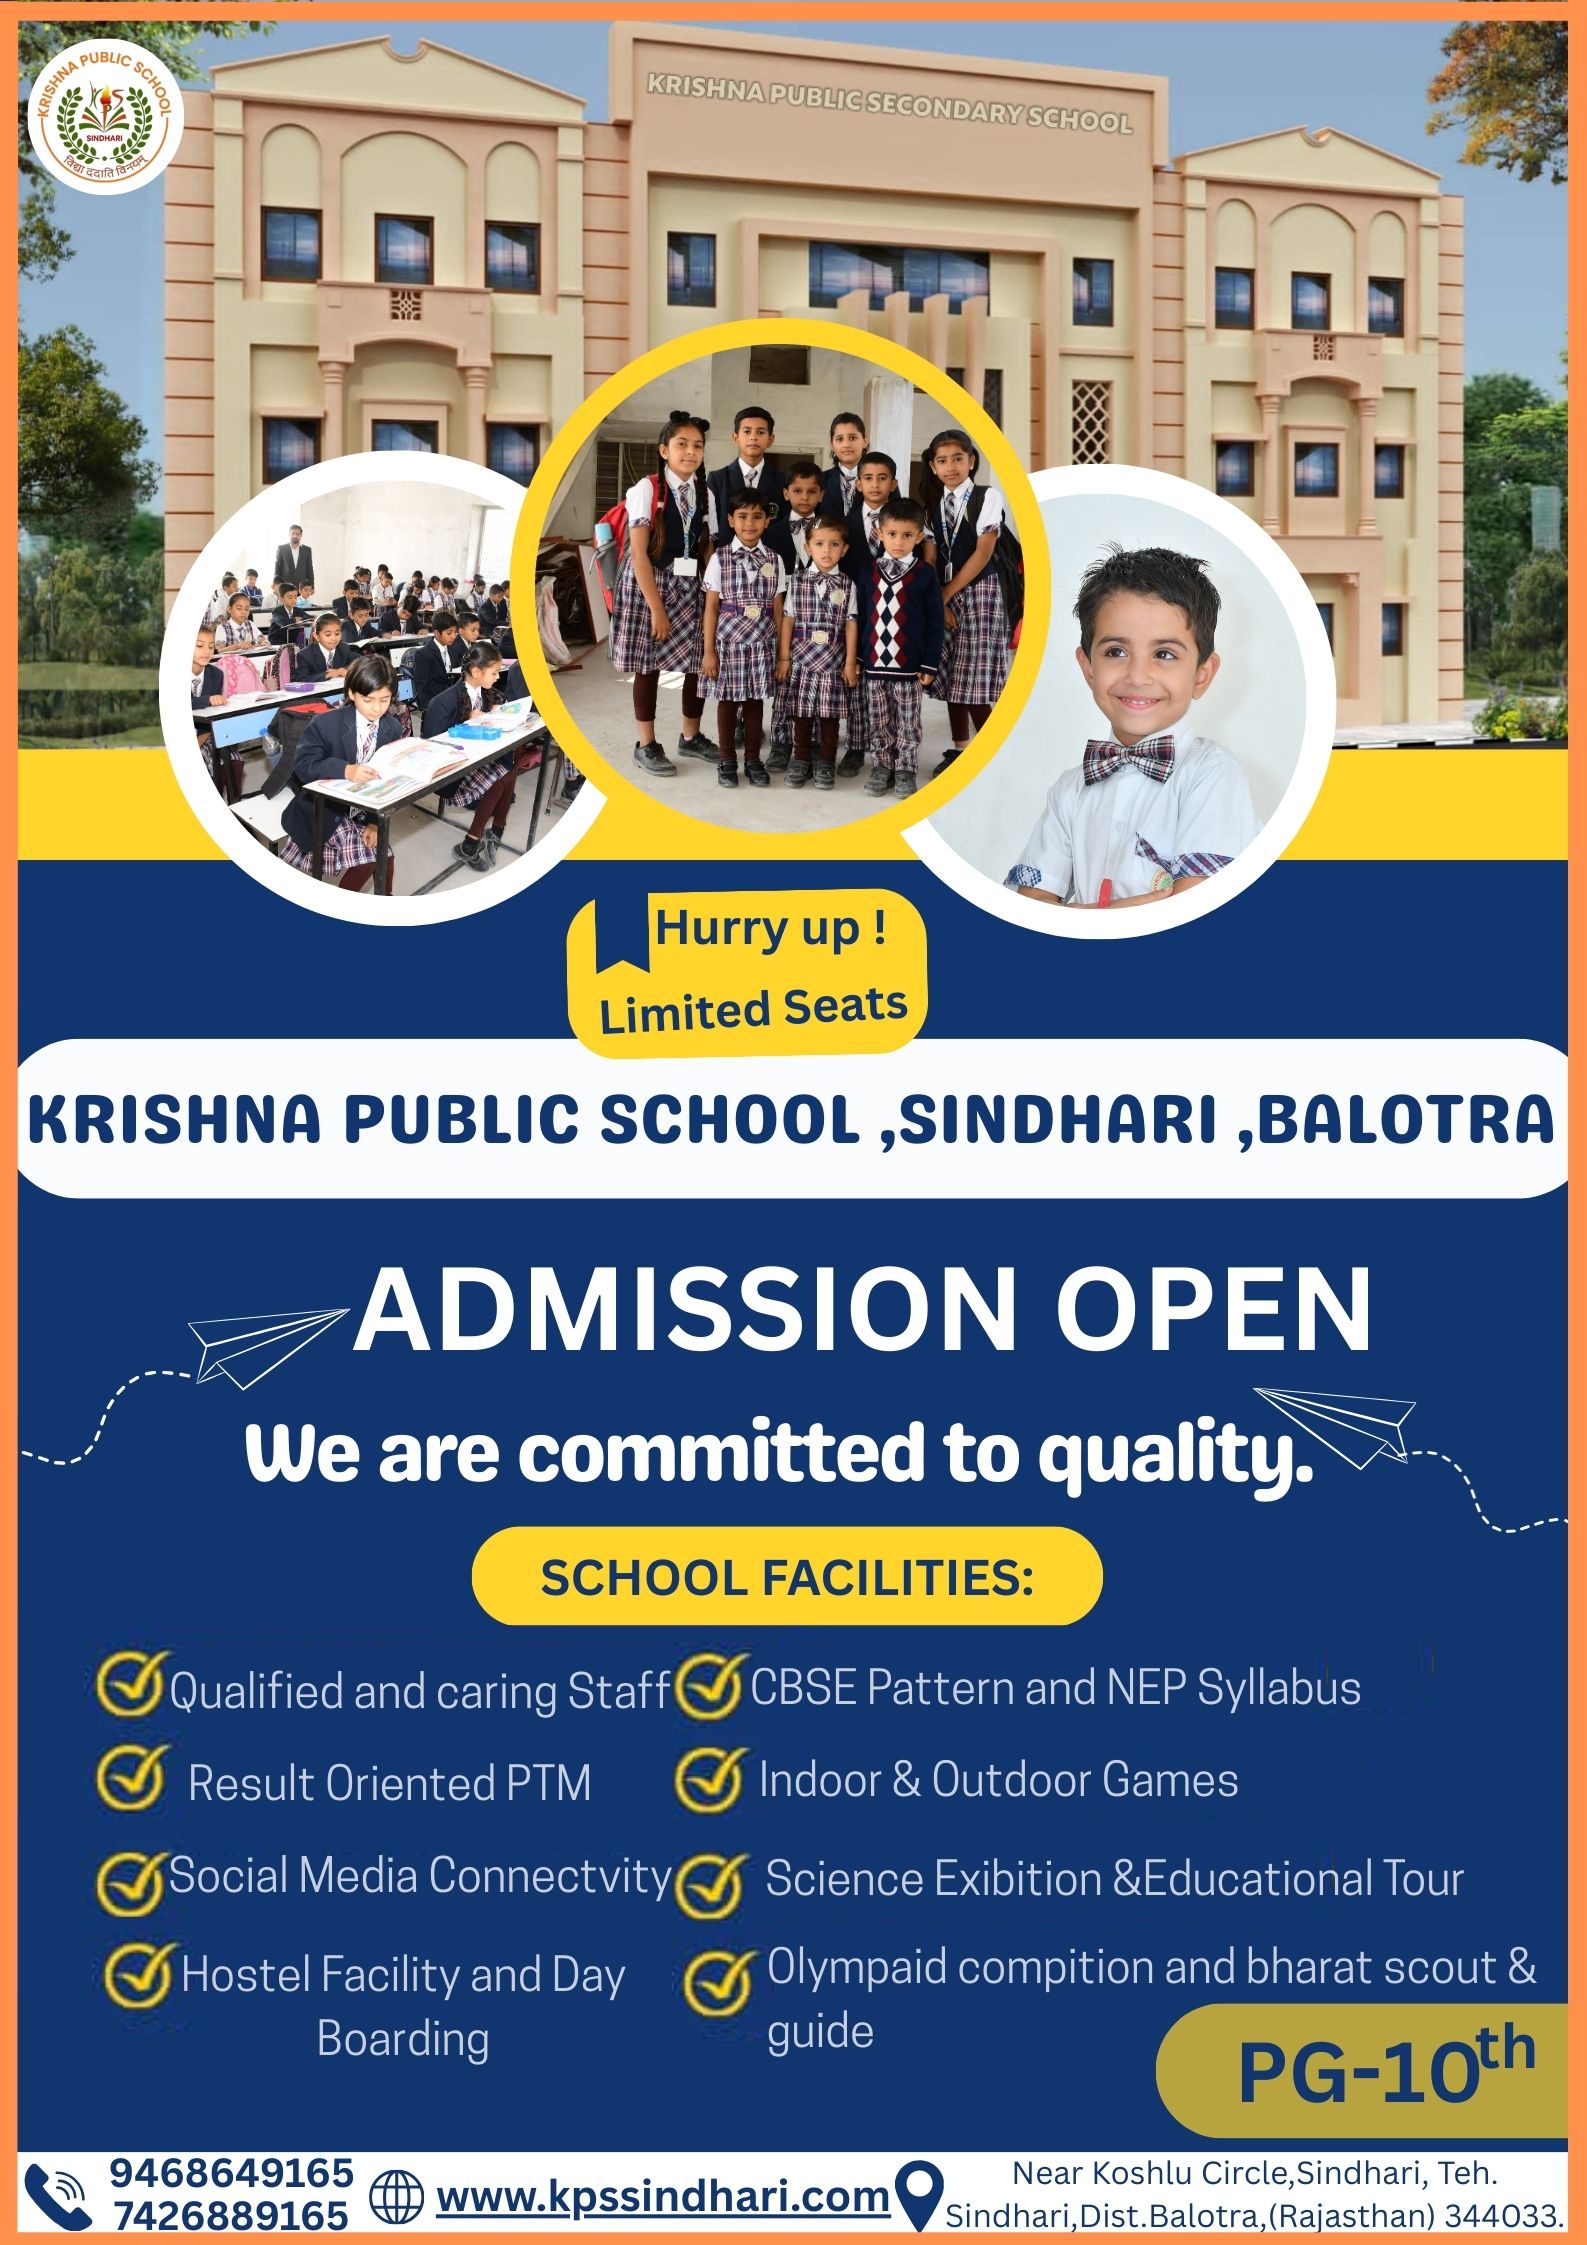 KRISHNA PUBLIC SCHOOL
KPS
SINDHARI
विद्या ददाति विनयम्
KRISHNA PUBLIC SECONDARY SCHOOL
Hurry up !
Limited Seats
KRISHNA PUBLIC SCHOOL ,SINDHARI ,BALOTRA
ADMISSION OPEN
We are committed to quality.
SCHOOL FACILITIES:
Qualified and caring Staff
CBSE Pattern and NEP Syllabus
Result Oriented PTM
Indoor & Outdoor Games
Social Media Connectvity
Science Exibition &Educational Tour
Hostel Facility and Day
Boarding
Olympaid compition and bharat scout &
guide
PG-10th
9468649165
7426889165
www.kpssindhari.com
Near Koshlu Circle,Sindhari, Teh.
Sindhari,Dist.Balotra,(Rajasthan) 344033.